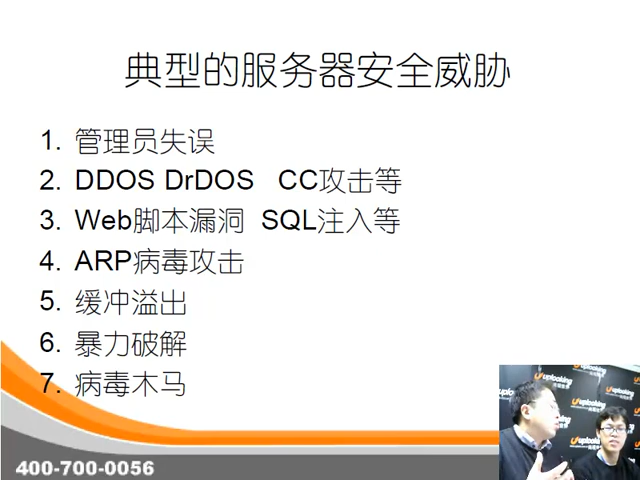 典型的服务器安全威胁
1. 管理员失误
2. DDOS DrDOS CC攻击等
3. Web脚本漏洞 SQL注入等
4. ARP病毒攻击
5. 缓冲溢出
6. 暴力破解
7. 病毒木马
400-700-0056
uplooking
uplooking
uplooking